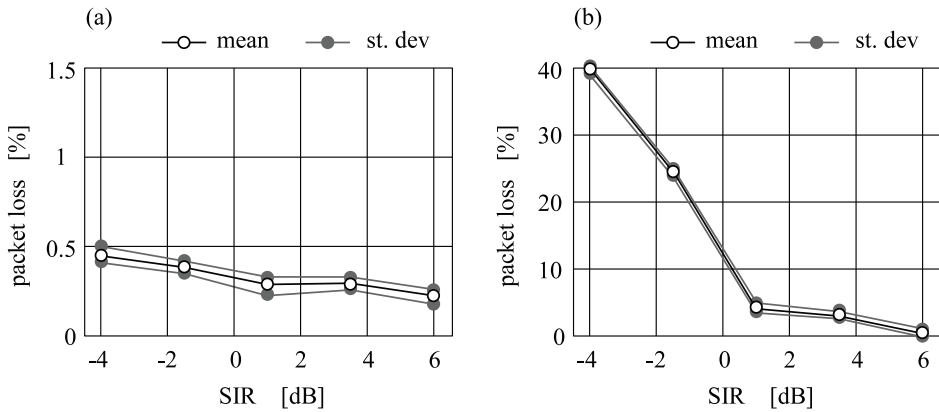 (a)
mean
st. dev
1.5
1
0.5
0
packet loss [%]
-4 -2 0 2 4 6
SIR [dB]
(b)
mean
st. dev
40
30
20
10
0
packet loss [%]
-4 -2 0 2 4 6
SIR [dB]